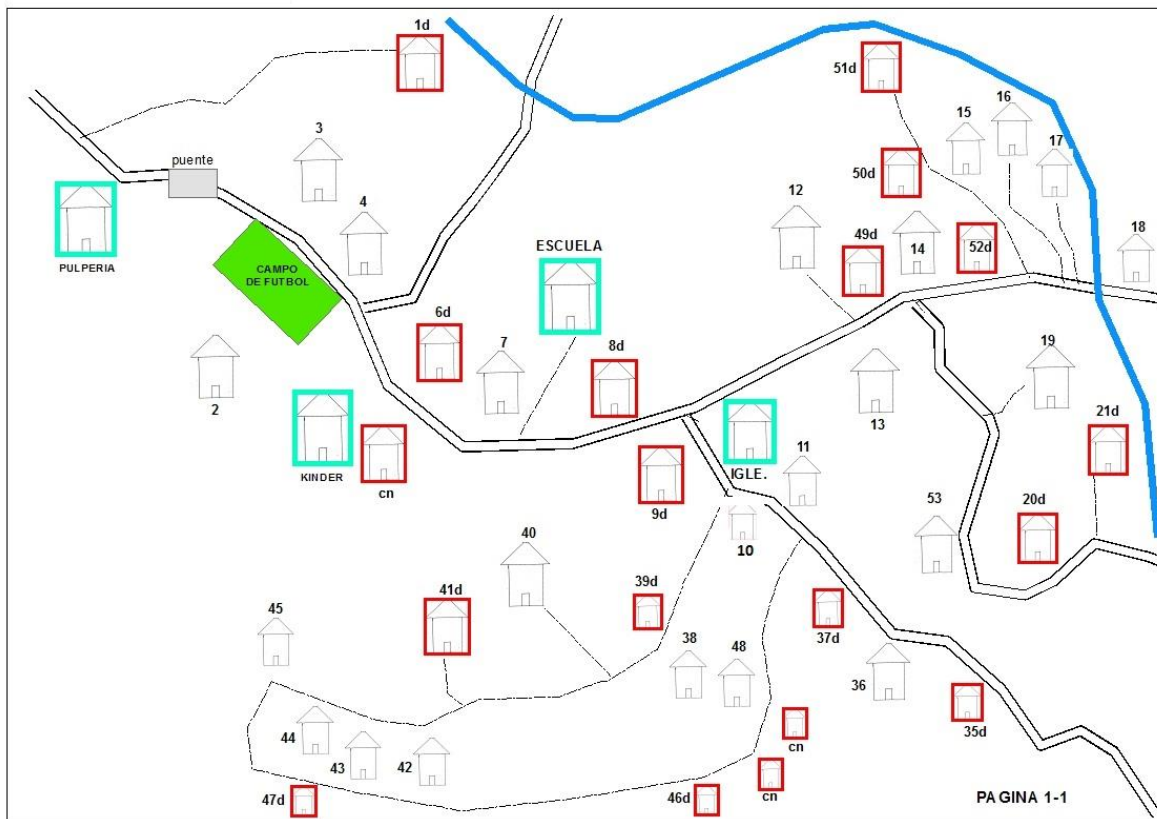 1d
51d
16
15
17
3
puente
50d
4
12
ESCUELA
49d
14
52d
18
PULPERIA
CAMPO
DE FUTBOL
6d
7
8d
19
2
13
21d
KINDER
cn
IGLE.
11
9d
10
53
20d
40
39d
41d
37d
45
38
48
36
44
43
42
cn
35d
cn
47d
46d
PAGINA 1-1